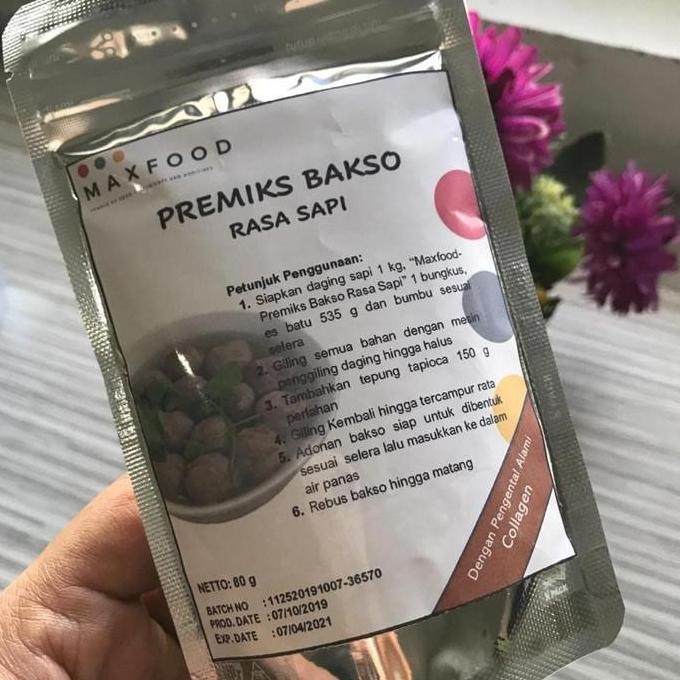 MAXFOOD
PREMIKS BAKSO
RASA SAPI
Petunjuk Penggunaan:
1. Siapkan daging sapi 1 kg, "Maxfood-
Premiks Bakso Rasa Sapi" 1 bungkus,
es batu 535 g dan bumbu sesuai
selera
2. Giling semua bahan dengan mesin
penggiling daging hingga halus
3. Tambahkan tepung tapioca 150 g
perlahan
4. Giling Kembali hingga tercampur rata
5. Adonan bakso siap untuk dibentuk
sesuai selera lalu masukkan ke dalam
air panas
6. Rebus bakso hingga matang
Dengan Pengental Alami
Collagen
NETTO: 80 g
BATCH NO :112520191007-36570
PROD. DATE :07/10/2019
EXP. DATE :07/04/2021